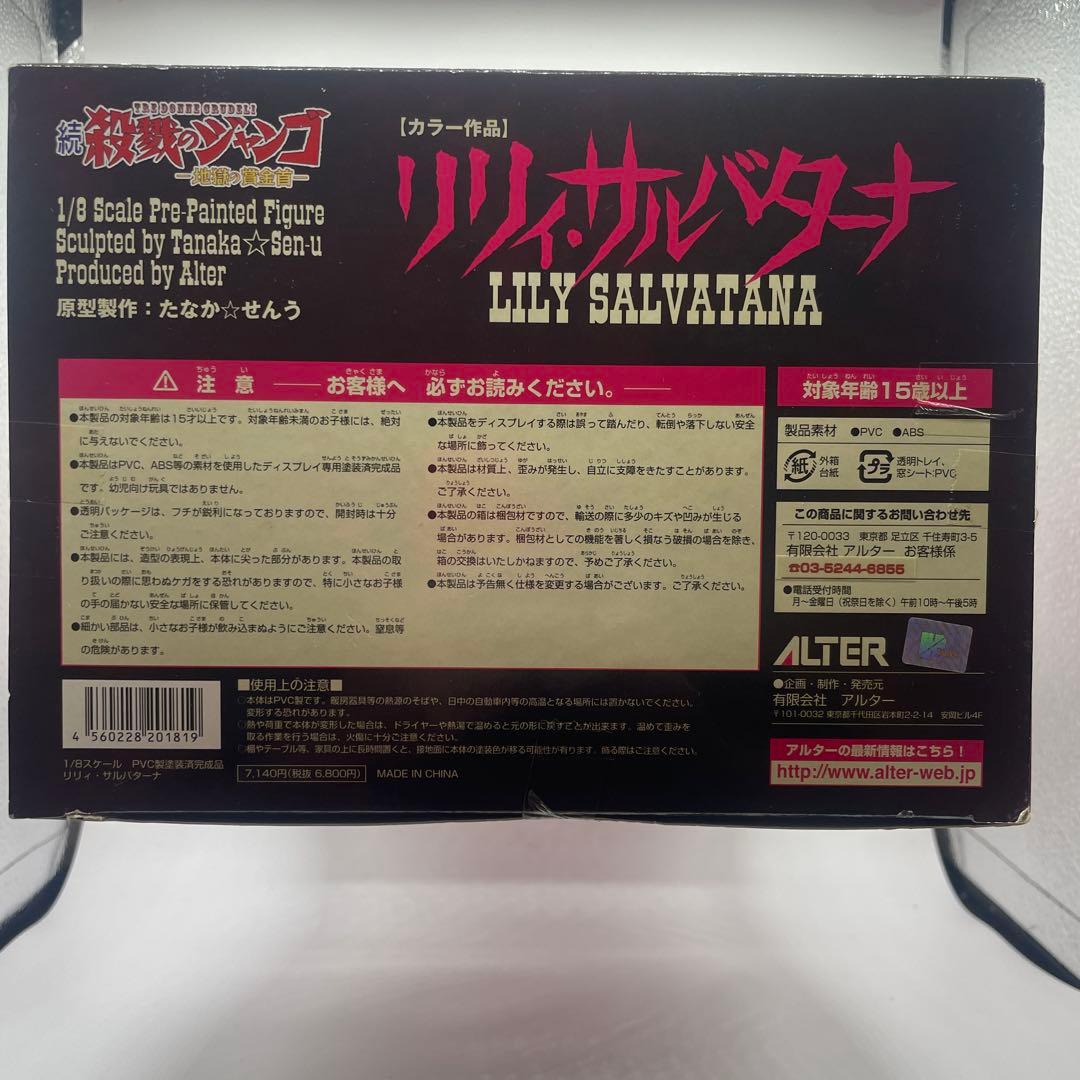 TRE DONNE CRUDELI
続 殺戮のジャンゴ
―地獄の賞金首―
1/8 Scale Pre-Painted Figure
Sculpted by Tanaka☆Sen-u
Produced by Alter
原型製作：たなか☆せんう
【カラー作品】
リリィ・サルバターナ
LILY SALVATANA
⚠注意 ―お客様へ 必ずお読みください。―
●本製品の対象年齢は15才以上です。対象年齢未満のお子様には、絶対
に与えないでください。
●本製品はPVC、ABS等の素材を使用したディスプレイ専用塗装済完成品
です。幼児向け玩具ではありません。
●透明パッケージは、フチが鋭利になっておりますので、開封時は十分
ご注意ください。
●本製品には、造型の表現上、本体に尖った部分があります。本製品の取
り扱いの際に思わぬケガをする恐れがありますので、特に小さなお子様
の手の届かない安全な場所に保管してください。
●細かい部品は、小さなお子様が飲み込まぬようにご注意ください。窒息等
の危険があります。
●本製品をディスプレイする際は誤って踏んだり、転倒や落下しない安全
な場所に飾ってください。
●本製品は材質上、歪みが発生し、自立に支障をきたすことがあります。
ご了承ください。
●本製品の箱は梱包材ですので、輸送の際に多少のキズや凹みが生じる
場合があります。梱包材としての機能を著しく損なう破損の場合を除き、
箱の交換はいたしかねますので、予めご了承ください。
●本製品は予告無く仕様を変更する場合がございます。ご了承ください。
対象年齢15歳以上
製品素材 ●PVC ●ABS
紙 外箱
台紙
プラ 透明トレイ、
窓シート:PVC
この商品に関するお問い合わせ先
〒120-0033 東京都 足立区 千住寿町3-5
有限会社 アルター お客様係
☎03-5244-6855
●電話受付時間
月～金曜日（祝祭日を除く）午前10時～午後5時
ALTER
●企画・制作・発売元
有限会社 アルター
〒101-0032 東京都千代田区岩本町2-2-14 安岡ビル4F
アルターの最新情報はこちら！
http://www.alter-web.jp
4 560228 201819
1/8スケール PVC製塗装済完成品
リリィ・サルバターナ
■使用上の注意■
○本体はPVC製です。暖房器具等の熱源のそばや、日中の自動車内等の高温となる場所には置かないでください。
変形する恐れがあります。
○熱や荷重で本体が変形した場合は、ドライヤーや熱湯で温めると元の形に戻すことが出来ます。温めて歪みを
取る作業を行う場合は、火傷に十分ご注意ください。
○棚やテーブル等、家具の上に長時間置くと、接地面に本体の塗装色が移る可能性が有ります。飾る際はご注意ください。
7,140円（税抜 6,800円） MADE IN CHINA